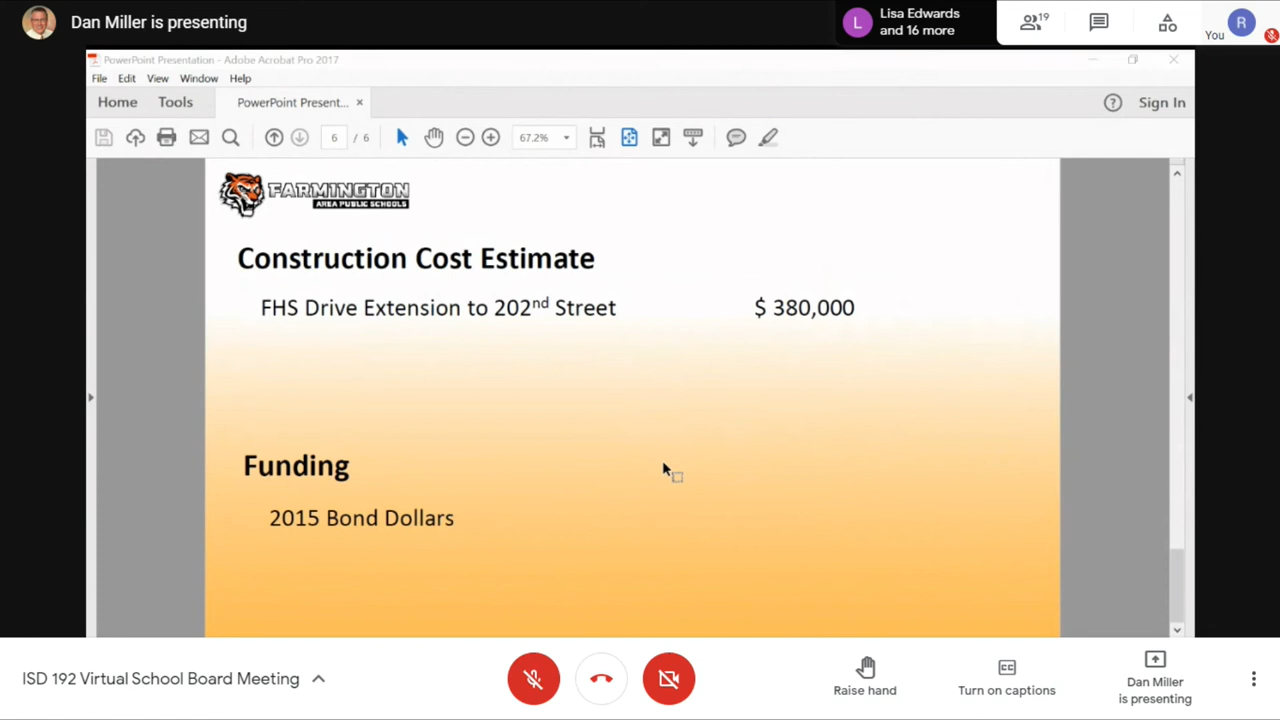 Dan Miller is presenting
Lisa Edwards
and 16 more
19
You
R
L
PowerPoint Presentation - Adobe Acrobat Pro 2017
File Edit View Window Help
Home Tools PowerPoint Present... × ? Sign In
6 / 6 67.2%
FARMINGTON
AREA PUBLIC SCHOOLS
Construction Cost Estimate
FHS Drive Extension to 202nd Street $ 380,000
Funding
2015 Bond Dollars
ISD 192 Virtual School Board Meeting
Raise hand
CC
Turn on captions
Dan Miller
is presenting